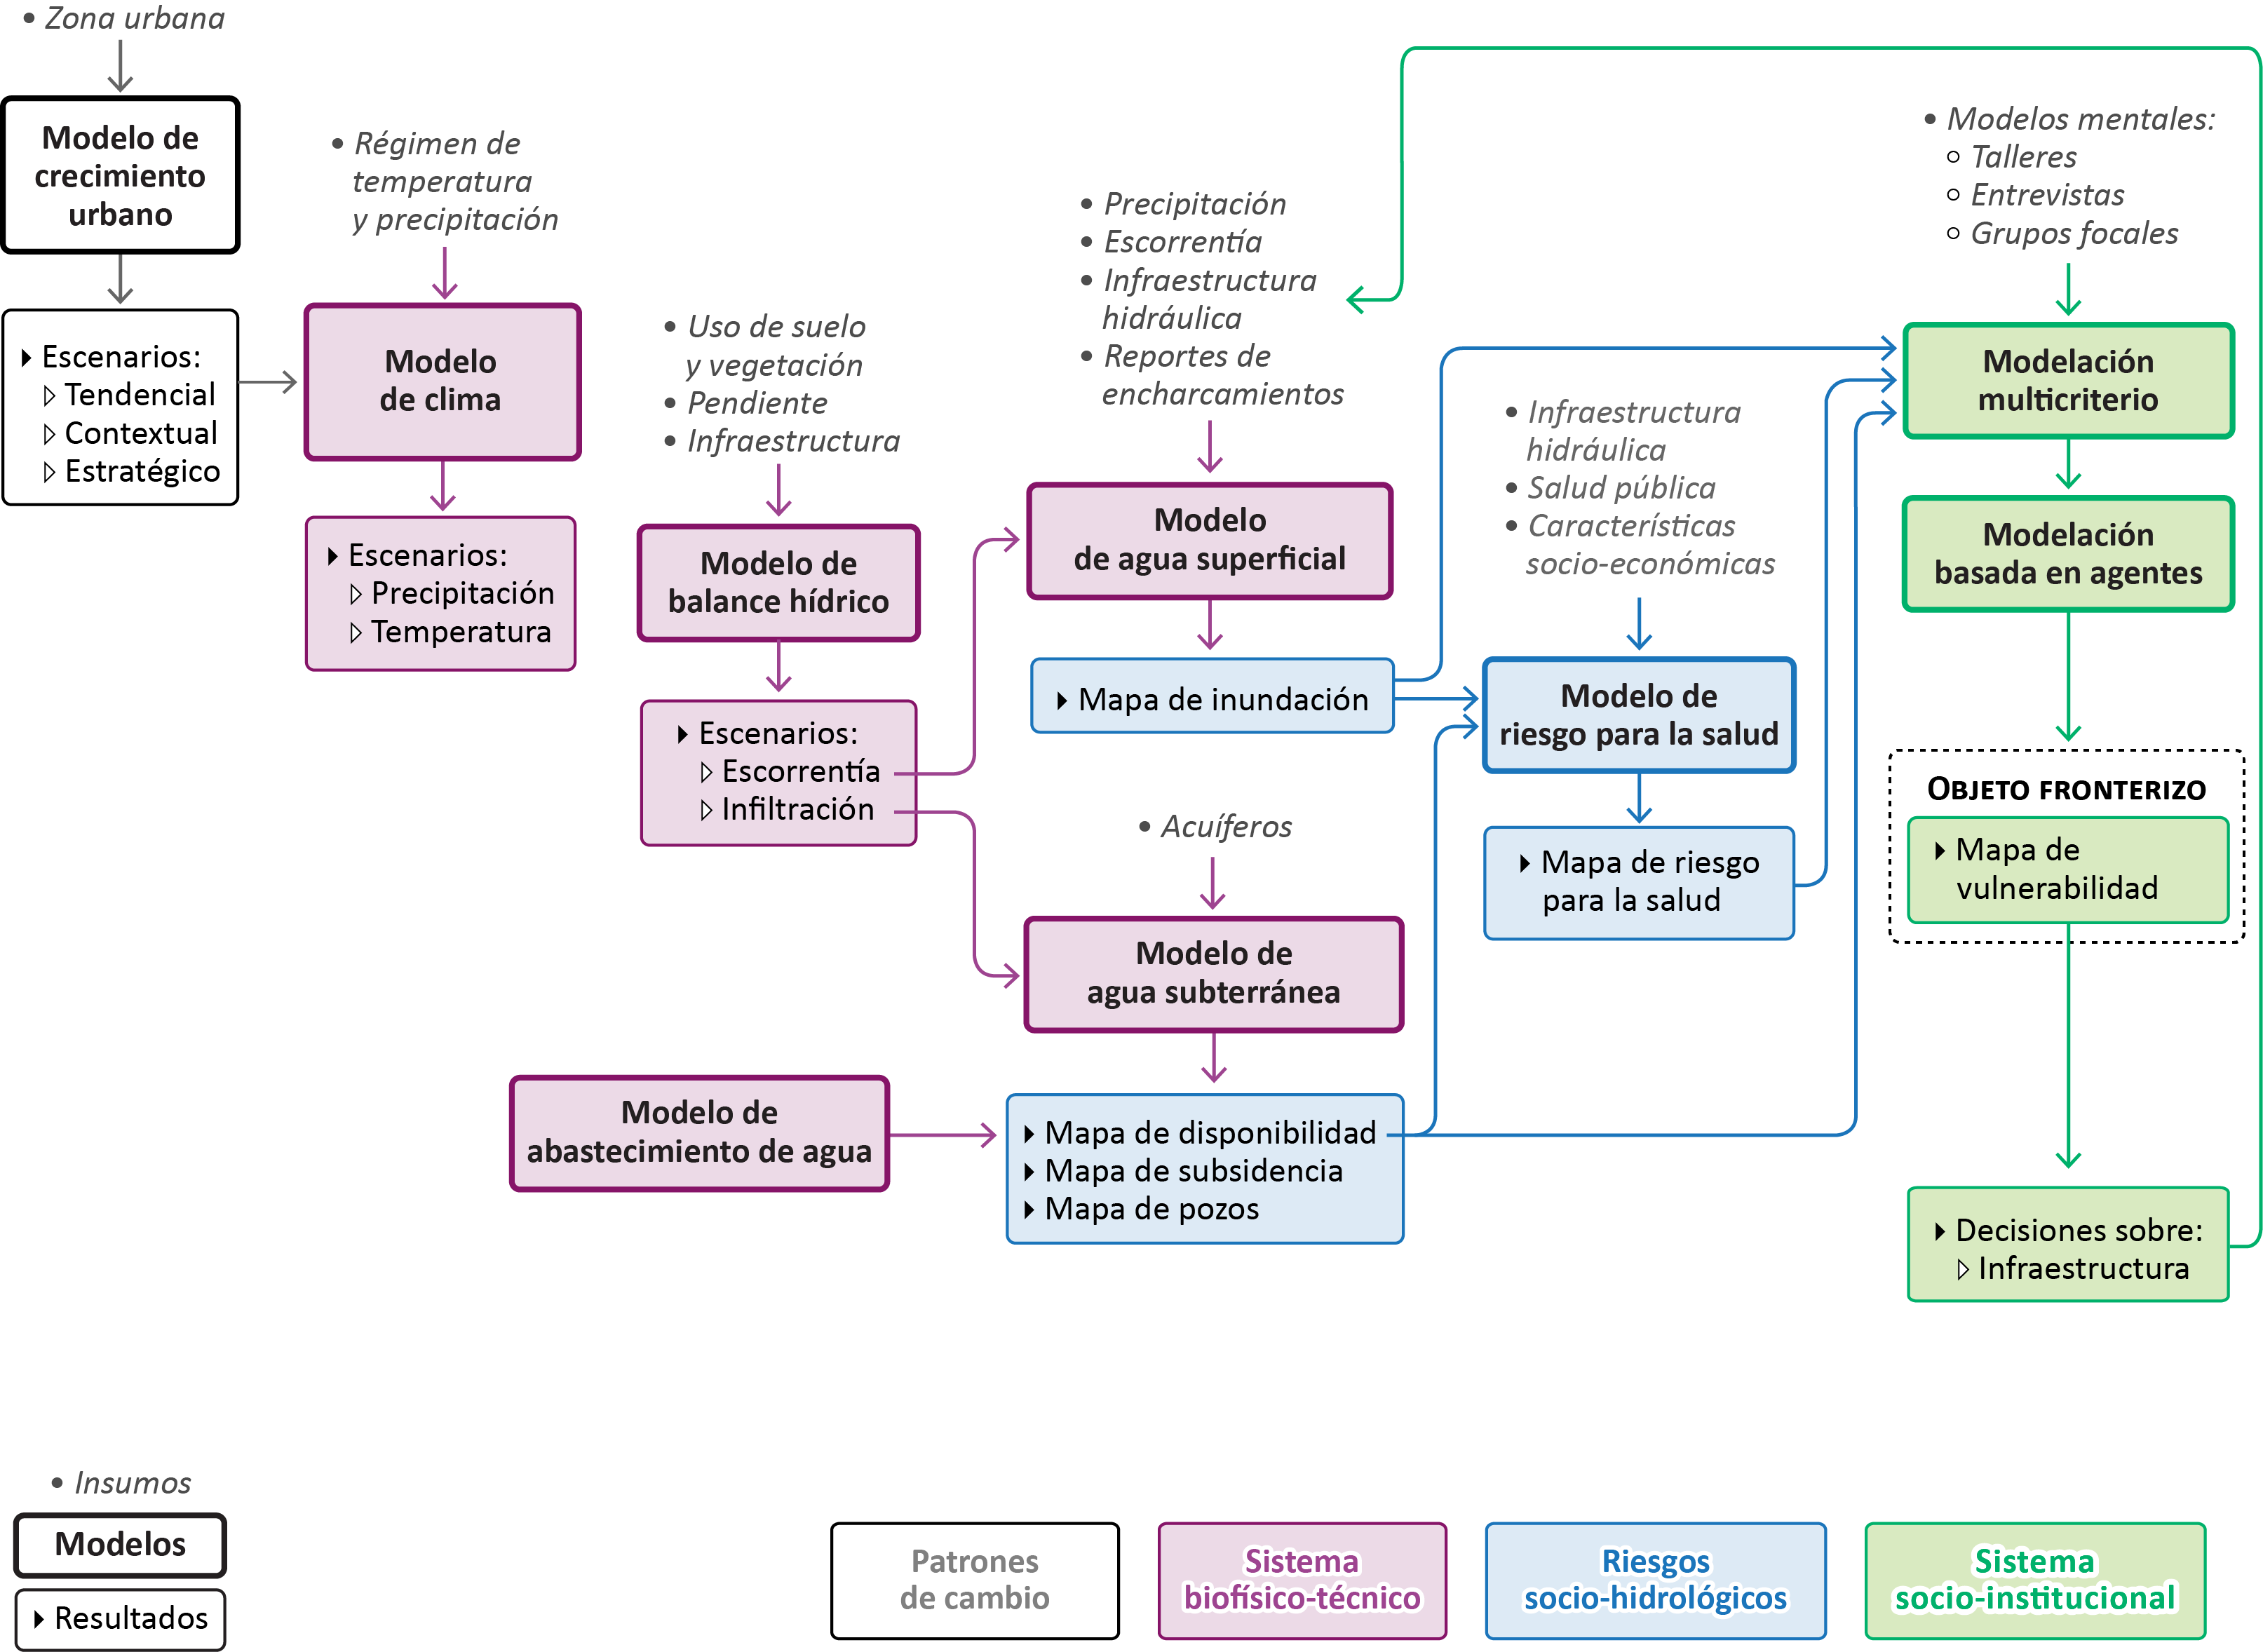 • Zona urbana
Modelo de
crecimiento
urbano
Escenarios:
Tendencial
Contextual
Estratégico
• Régimen de
temperatura
y precipitación
Modelo
de clima
Escenarios:
Precipitación
Temperatura
• Uso de suelo
y vegetación
• Pendiente
• Infraestructura
Modelo de
balance hídrico
Escenarios:
Escorrentía
Infiltración
• Precipitación
• Escorrentía
• Infraestructura
hidráulica
• Reportes de
encharcamientos
Modelo
de agua superficial
Mapa de inundación
• Acuíferos
Modelo de
agua subterránea
Modelo de
abastecimiento de agua
Mapa de disponibilidad
Mapa de subsidencia
Mapa de pozos
• Infraestructura
hidráulica
• Salud pública
• Características
socio-económicas
Modelo de
riesgo para la salud
Mapa de riesgo
para la salud
• Modelos mentales:
Talleres
Entrevistas
Grupos focales
Modelación
multicriterio
Modelación
basada en agentes
OBJETO FRONTERIZO
Mapa de
vulnerabilidad
Decisiones sobre:
Infraestructura
• Insumos
Modelos
Resultados
Patrones
de cambio
Sistema
biofísico-técnico
Riesgos
socio-hidrológicos
Sistema
socio-institucional